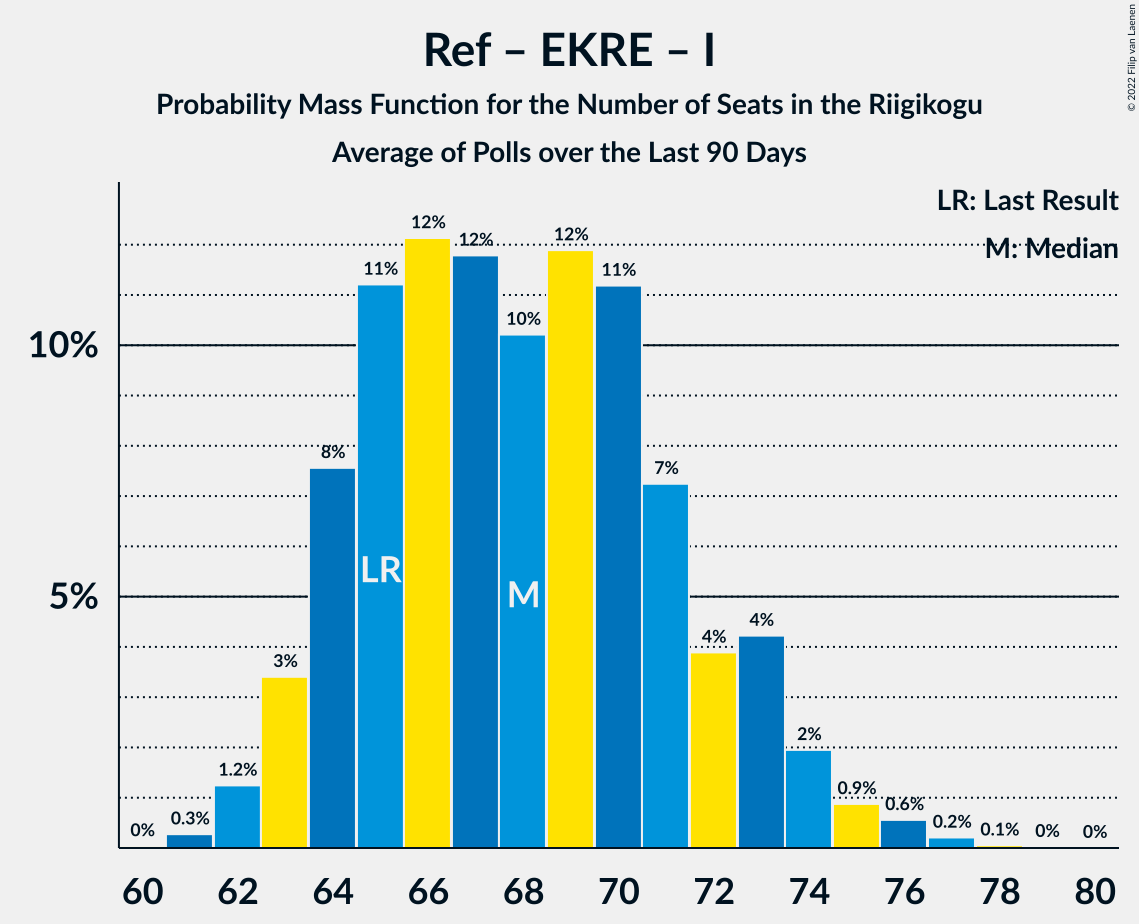 Ref – EKRE – I
Probability Mass Function for the Number of Seats in the Riigikogu
Average of Polls over the Last 90 Days
© 2022 Filip van Laenen
LR: Last Result
M: Median
10%
5%
0%
0.3%
1.2%
3%
8%
11%
12%
12%
10%
12%
11%
7%
4%
4%
2%
0.9%
0.6%
0.2%
0.1%
0%
0%
LR
M
60 62 64 66 68 70 72 74 76 78 80